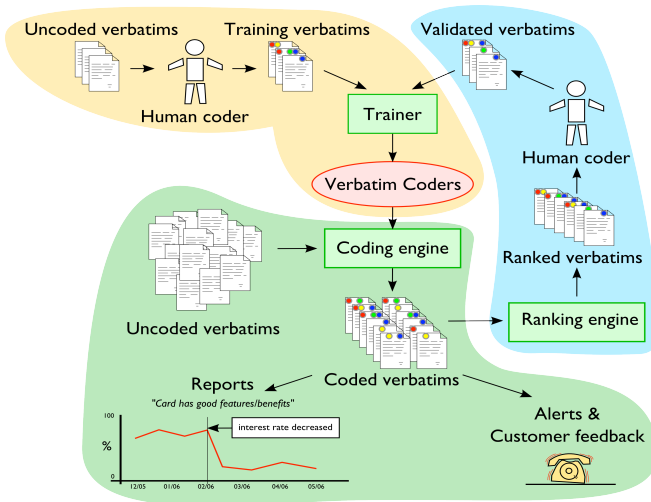 Uncoded verbatims
Training verbatims
Validated verbatims
Human coder
Trainer
Verbatim Coders
Human coder
Coding engine
Ranked verbatims
Uncoded verbatims
Ranking engine
Coded verbatims
Reports
"Card has good features/benefits"
Alerts &
Customer feedback
100
%
0
interest rate decreased
12/05
01/06
02/06
03/06
04/06
05/06